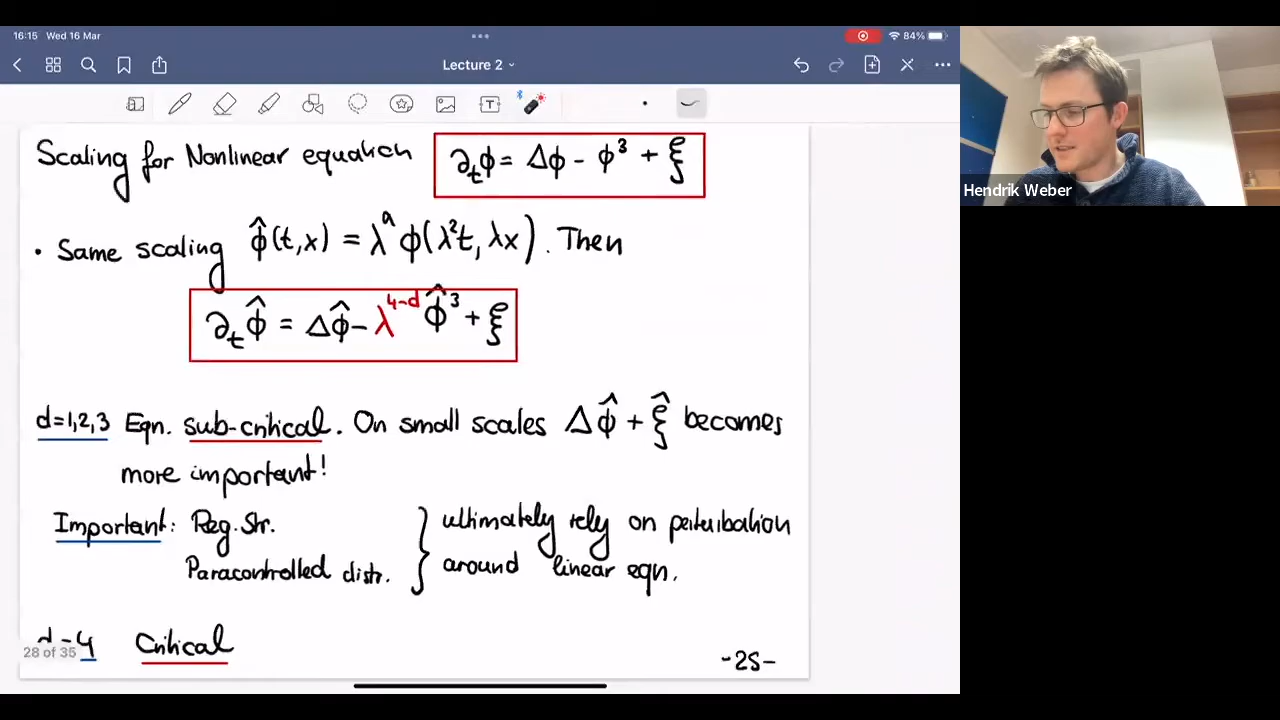 16:15 Wed 16 Mar
84%
Lecture 2
Hendrik Weber
Scaling for Nonlinear equation ∂ₜϕ = Δϕ - ϕ³ + ξ
• Same scaling ϕ̂(t,x) = λᵃ ϕ(λ²t, λx). Then
∂ₜϕ̂ = Δϕ̂ - λ⁴⁻ᵈ ϕ̂³ + ξ
d=1,2,3 Eqn. sub-critical. On small scales Δϕ̂ + ξ̂ becomes
more important!
Important: Reg. Str. } ultimately rely on perturbation
Paracontrolled distr. } around linear eqn.
d=4 Critical
28 of 35
-25-